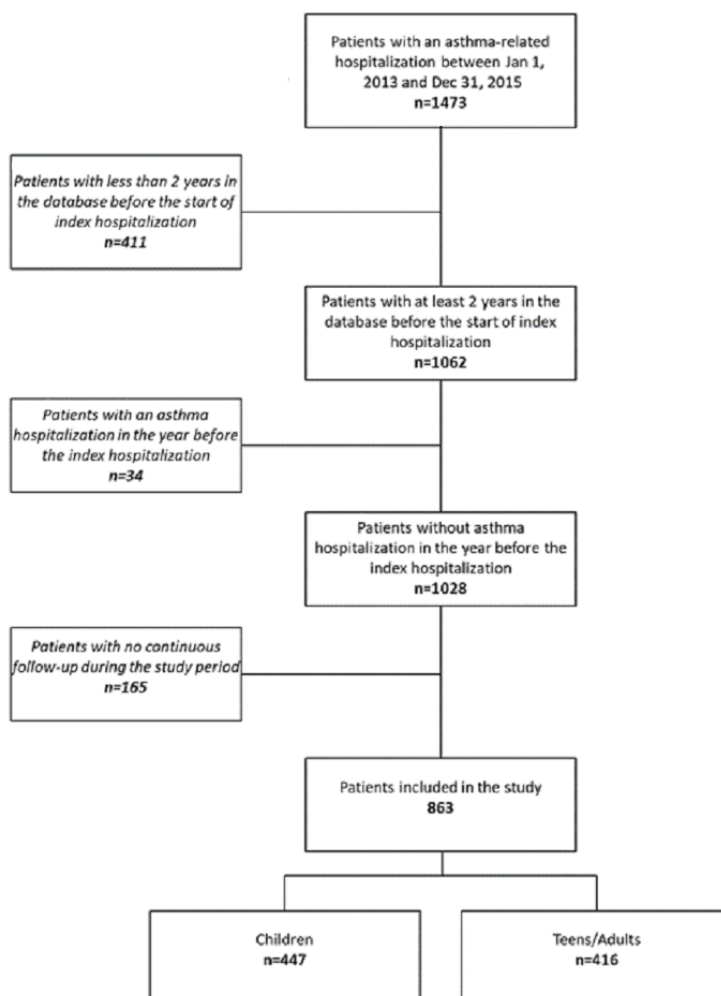 Patients with an asthma-related
hospitalization between Jan 1,
2013 and Dec 31, 2015
n=1473
Patients with less than 2 years in
the database before the start of
index hospitalization
n=411
Patients with at least 2 years in the
database before the start of index
hospitalization
n=1062
Patients with an asthma
hospitalization in the year before
the index hospitalization
n=34
Patients without asthma
hospitalization in the year before the
index hospitalization
n=1028
Patients with no continuous
follow-up during the study period
n=165
Patients included in the study
863
Children
n=447
Teens/Adults
n=416